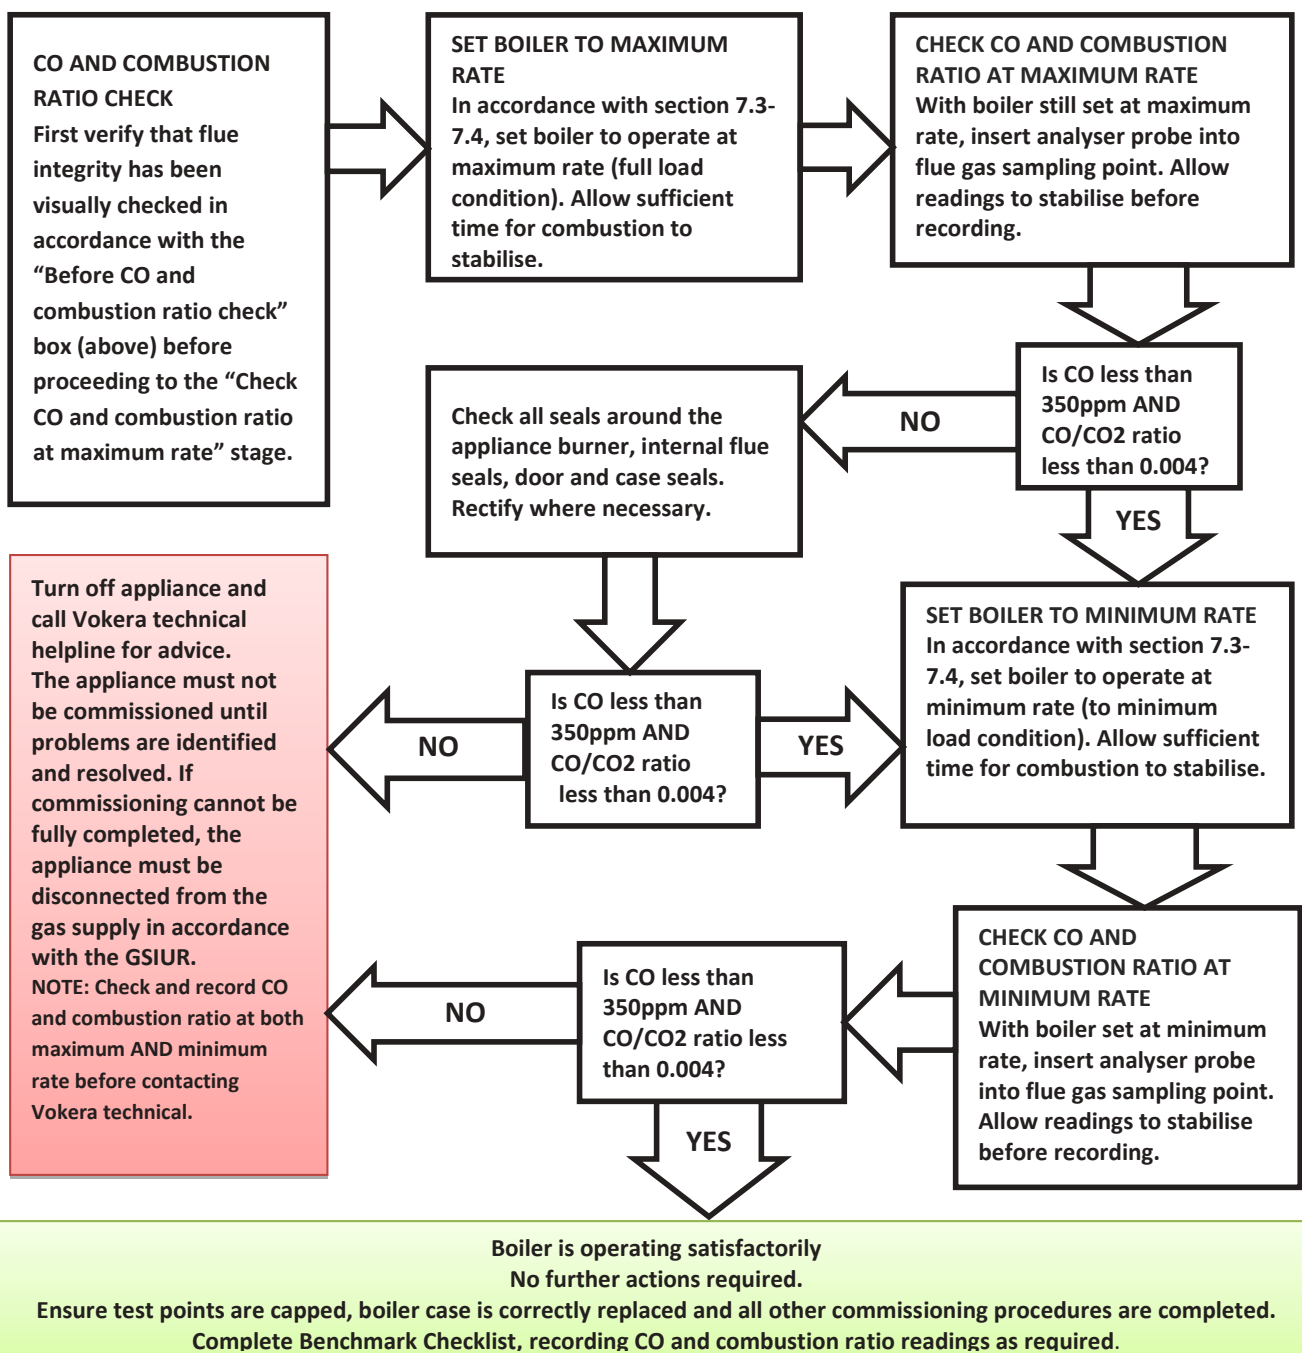 CO AND COMBUSTION
RATIO CHECK
First verify that flue
integrity has been
visually checked in
accordance with the
“Before CO and
combustion ratio check”
box (above) before
proceeding to the “Check
CO and combustion ratio
at maximum rate” stage.
SET BOILER TO MAXIMUM
RATE
In accordance with section 7.3-
7.4, set boiler to operate at
maximum rate (full load
condition). Allow sufficient
time for combustion to
stabilise.
CHECK CO AND COMBUSTION
RATIO AT MAXIMUM RATE
With boiler still set at maximum
rate, insert analyser probe into
flue gas sampling point. Allow
readings to stabilise before
recording.
Is CO less than
350ppm AND
CO/CO2 ratio
less than 0.004?
NO
YES
Check all seals around the
appliance burner, internal flue
seals, door and case seals.
Rectify where necessary.
Is CO less than
350ppm AND
CO/CO2 ratio
less than 0.004?
NO
YES
Turn off appliance and
call Vokera technical
helpline for advice.
The appliance must not
be commissioned until
problems are identified
and resolved. If
commissioning cannot be
fully completed, the
appliance must be
disconnected from the
gas supply in accordance
with the GSIUR.
NOTE: Check and record CO
and combustion ratio at both
maximum AND minimum
rate before contacting
Vokera technical.
SET BOILER TO MINIMUM RATE
In accordance with section 7.3-
7.4, set boiler to operate at
minimum rate (to minimum
load condition). Allow sufficient
time for combustion to stabilise.
CHECK CO AND
COMBUSTION RATIO AT
MINIMUM RATE
With boiler set at minimum
rate, insert analyser probe
into flue gas sampling point.
Allow readings to stabilise
before recording.
Is CO less than
350ppm AND
CO/CO2 ratio less
than 0.004?
NO
YES
Boiler is operating satisfactorily
No further actions required.
Ensure test points are capped, boiler case is correctly replaced and all other commissioning procedures are completed.
Complete Benchmark Checklist, recording CO and combustion ratio readings as required.